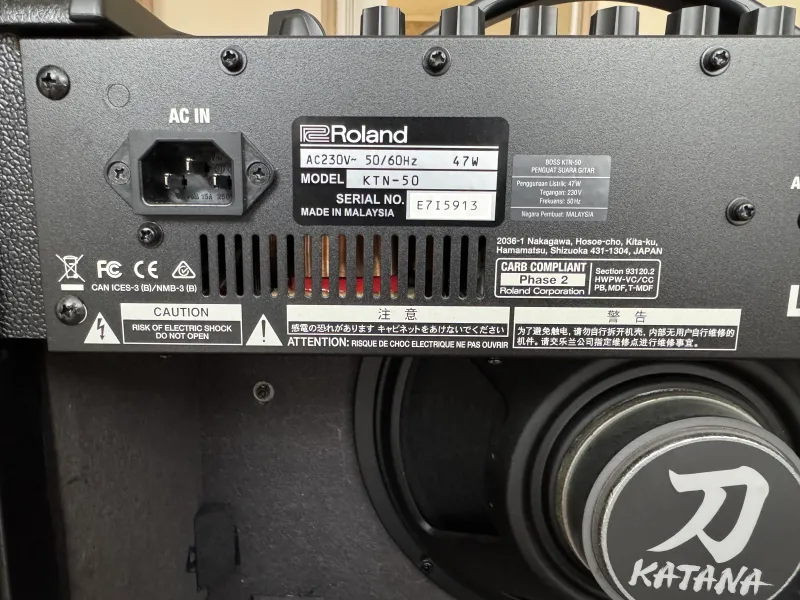 AC IN
Roland
AC230V~ 50/60Hz 47W
MODEL KTN-50
SERIAL NO. E7I5913
MADE IN MALAYSIA
BOSS KTN-50
PENGUAT SUARA GITAR
Penggunaan Listrik: 47W
Tegangan: 230V
Frekuensi: 50Hz
Negara Pembuat: MALAYSIA
FC CE
CAN ICES-3 (B)/NMB-3 (B)
2036-1 Nakagawa, Hosoe-cho, Kita-ku,
Hamamatsu, Shizuoka 431-1304, JAPAN
CARB COMPLIANT
Phase 2
Roland Corporation
Section 93120.2
HWPW-VC/CC
PB, MDF, T-MDF
CAUTION
RISK OF ELECTRIC SHOCK
DO NOT OPEN
注意
感電の恐れがあります キャビネットをあけないでください
ATTENTION: RISQUE DE CHOC ELECTRIQUE NE PAS OUVRIR
警告
为了避免触电，请勿自行拆开机壳，内部无用户自行维修的
机件。请交乐兰公司指定维修点进行维修事宜。
刀
KATANA